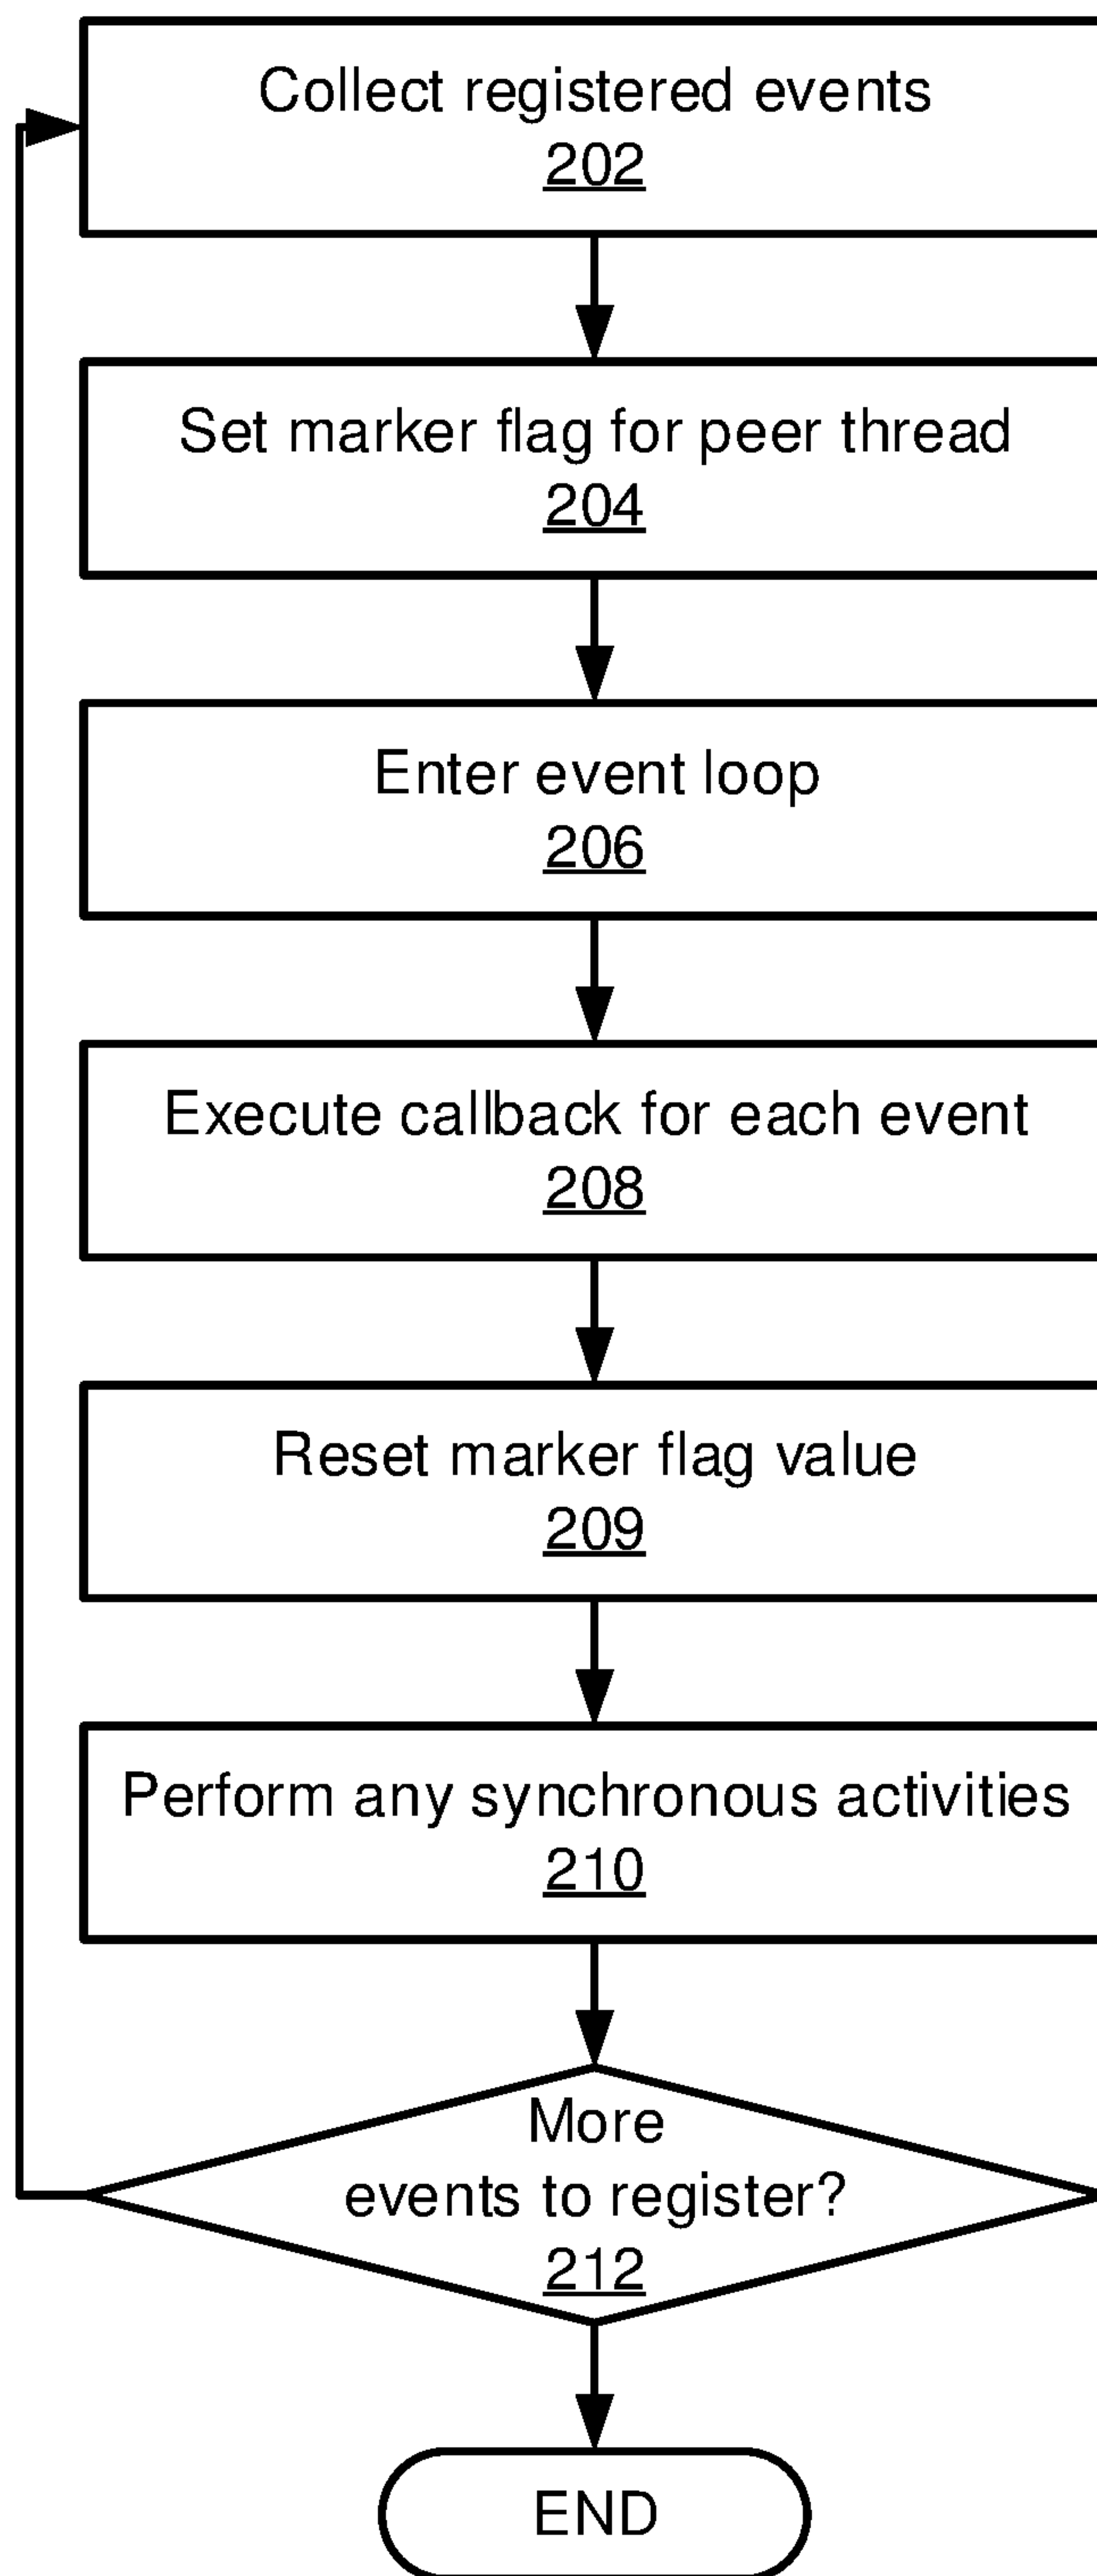 Collect registered events
202
Set marker flag for peer thread
204
Enter event loop
206
Execute callback for each event
208
Reset marker flag value
209
Perform any synchronous activities
210
More
events to register?
212
END